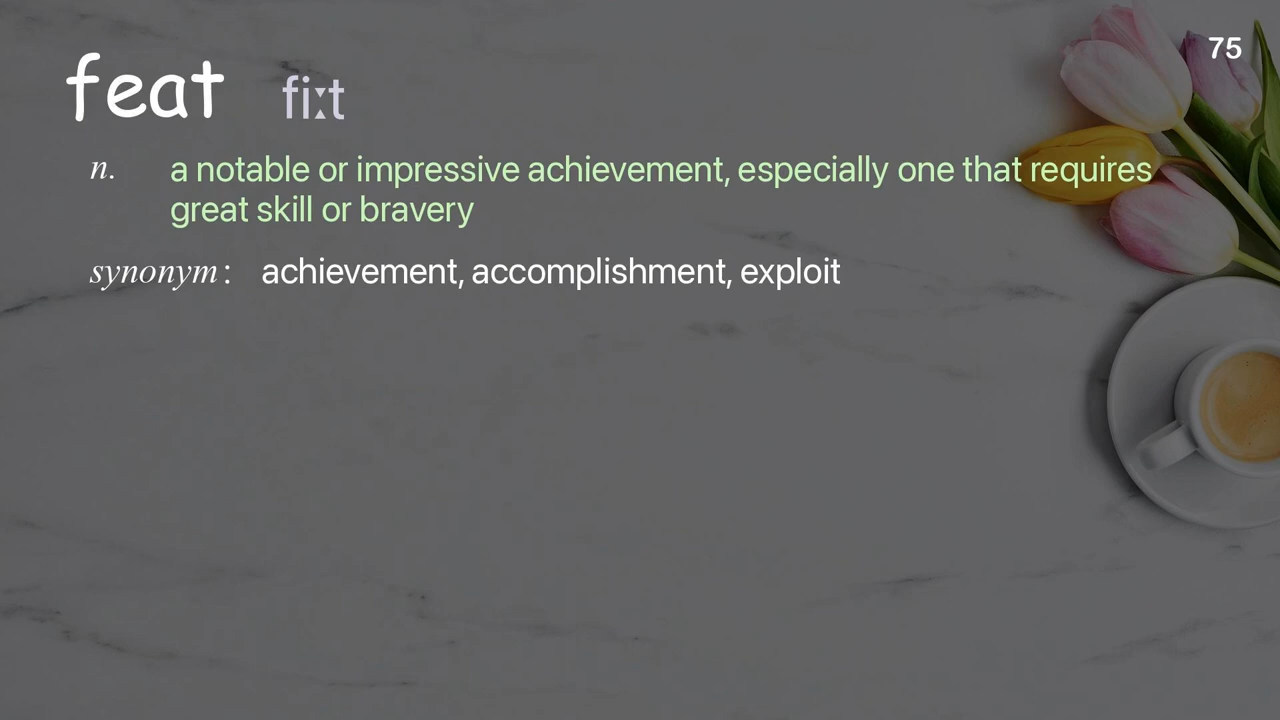 75
feat fiːt
n. a notable or impressive achievement, especially one that requires
great skill or bravery
synonym: achievement, accomplishment, exploit